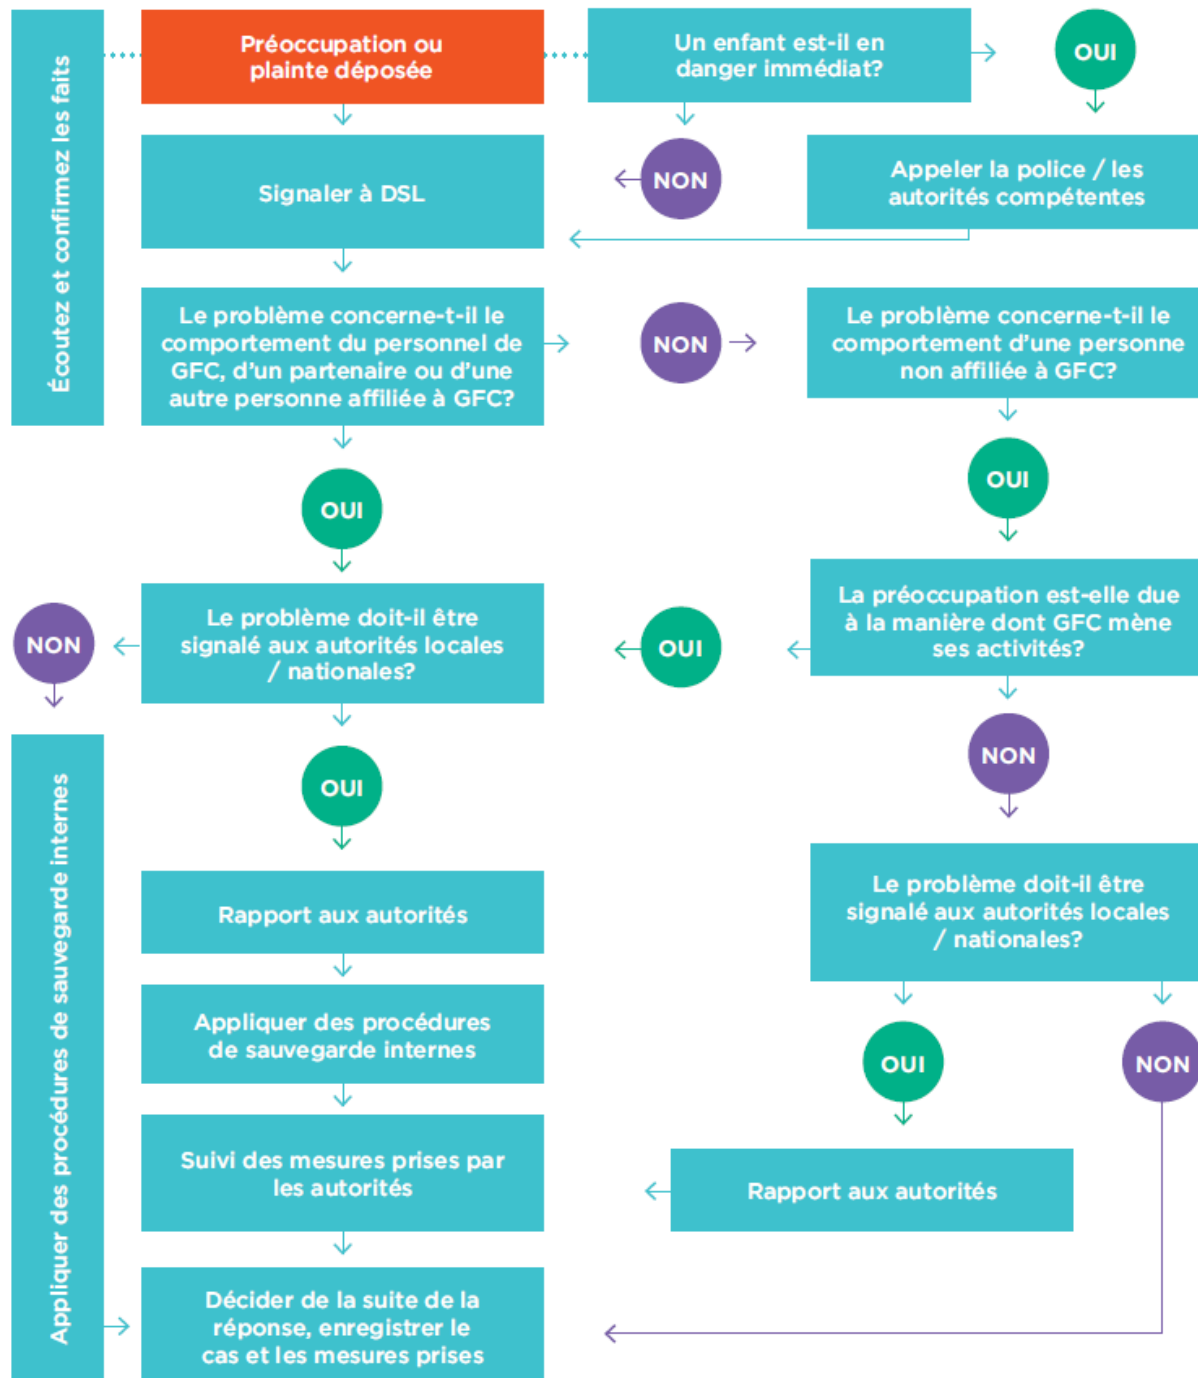 Écoutez et confirmez les faits
Préoccupation ou
plainte déposée
Un enfant est-il en
danger immédiat?
OUI
Signaler à DSL
NON
Appeler la police / les
autorités compétentes
Le problème concerne-t-il le
comportement du personnel de
GFC, d'un partenaire ou d'une
autre personne affiliée à GFC?
NON
Le problème concerne-t-il le
comportement d'une personne
non affiliée à GFC?
OUI
OUI
NON
Le problème doit-il être
signalé aux autorités locales
/ nationales?
OUI
La préoccupation est-elle due
à la manière dont GFC mène
ses activités?
Appliquer des procédures de sauvegarde internes
OUI
NON
Rapport aux autorités
Le problème doit-il être
signalé aux autorités locales
/ nationales?
Appliquer des procédures
de sauvegarde internes
OUI
NON
Suivi des mesures prises par
les autorités
Rapport aux autorités
Décider de la suite de la
réponse, enregistrer le
cas et les mesures prises